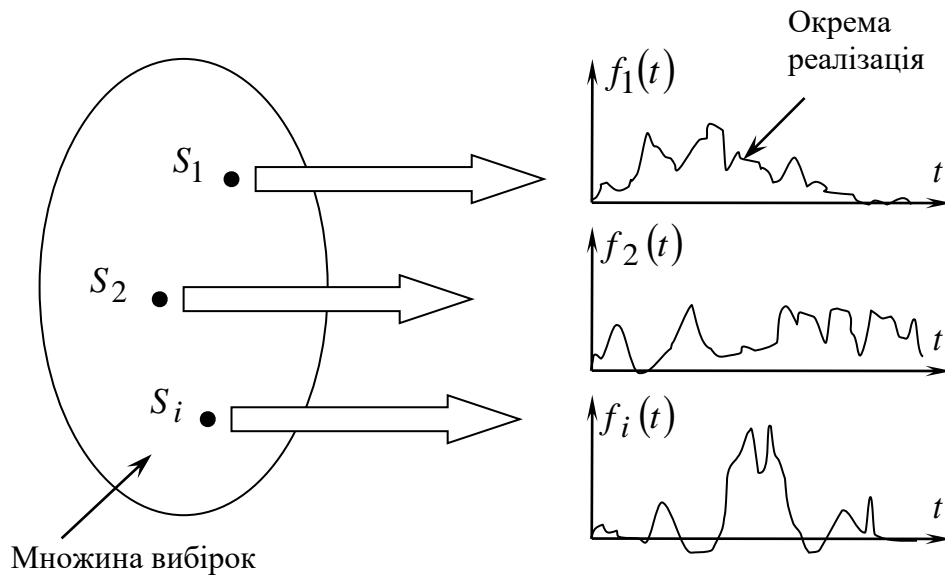 Окрема
реалізація
f₁(t)
t
S₁
f₂(t)
S₂
t
Sᵢ
fᵢ(t)
t
Множина вибірок